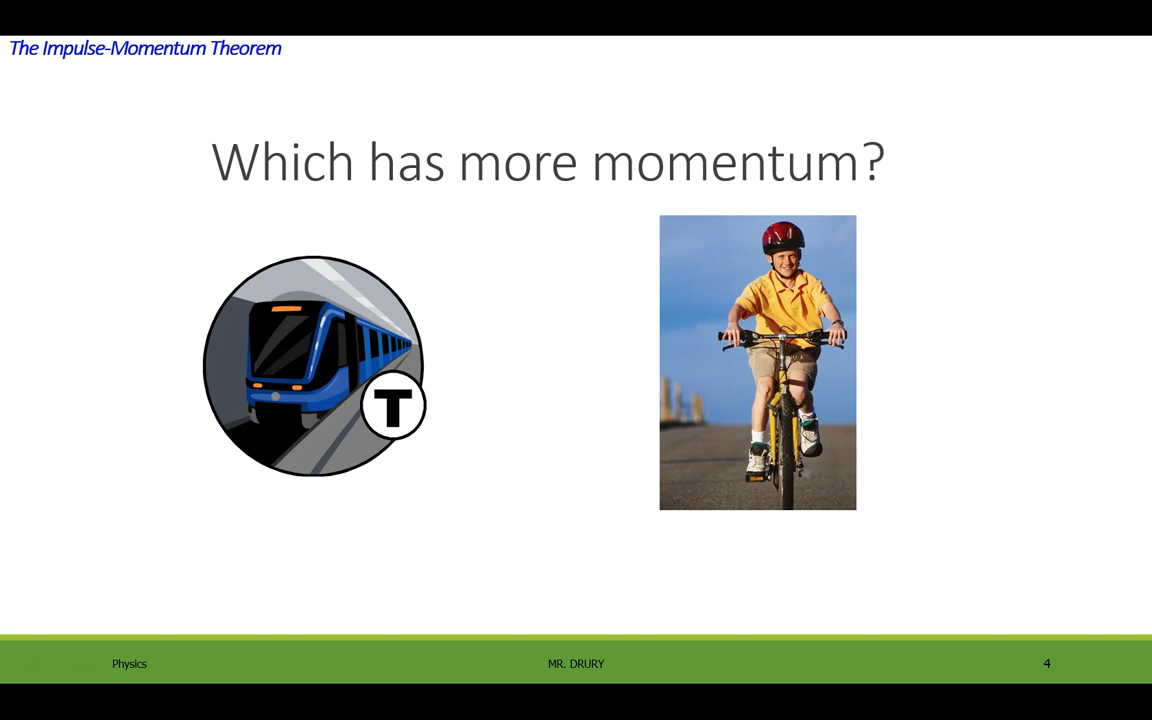 The Impulse-Momentum Theorem
Which has more momentum?
T
Physics
MR. DRURY
4